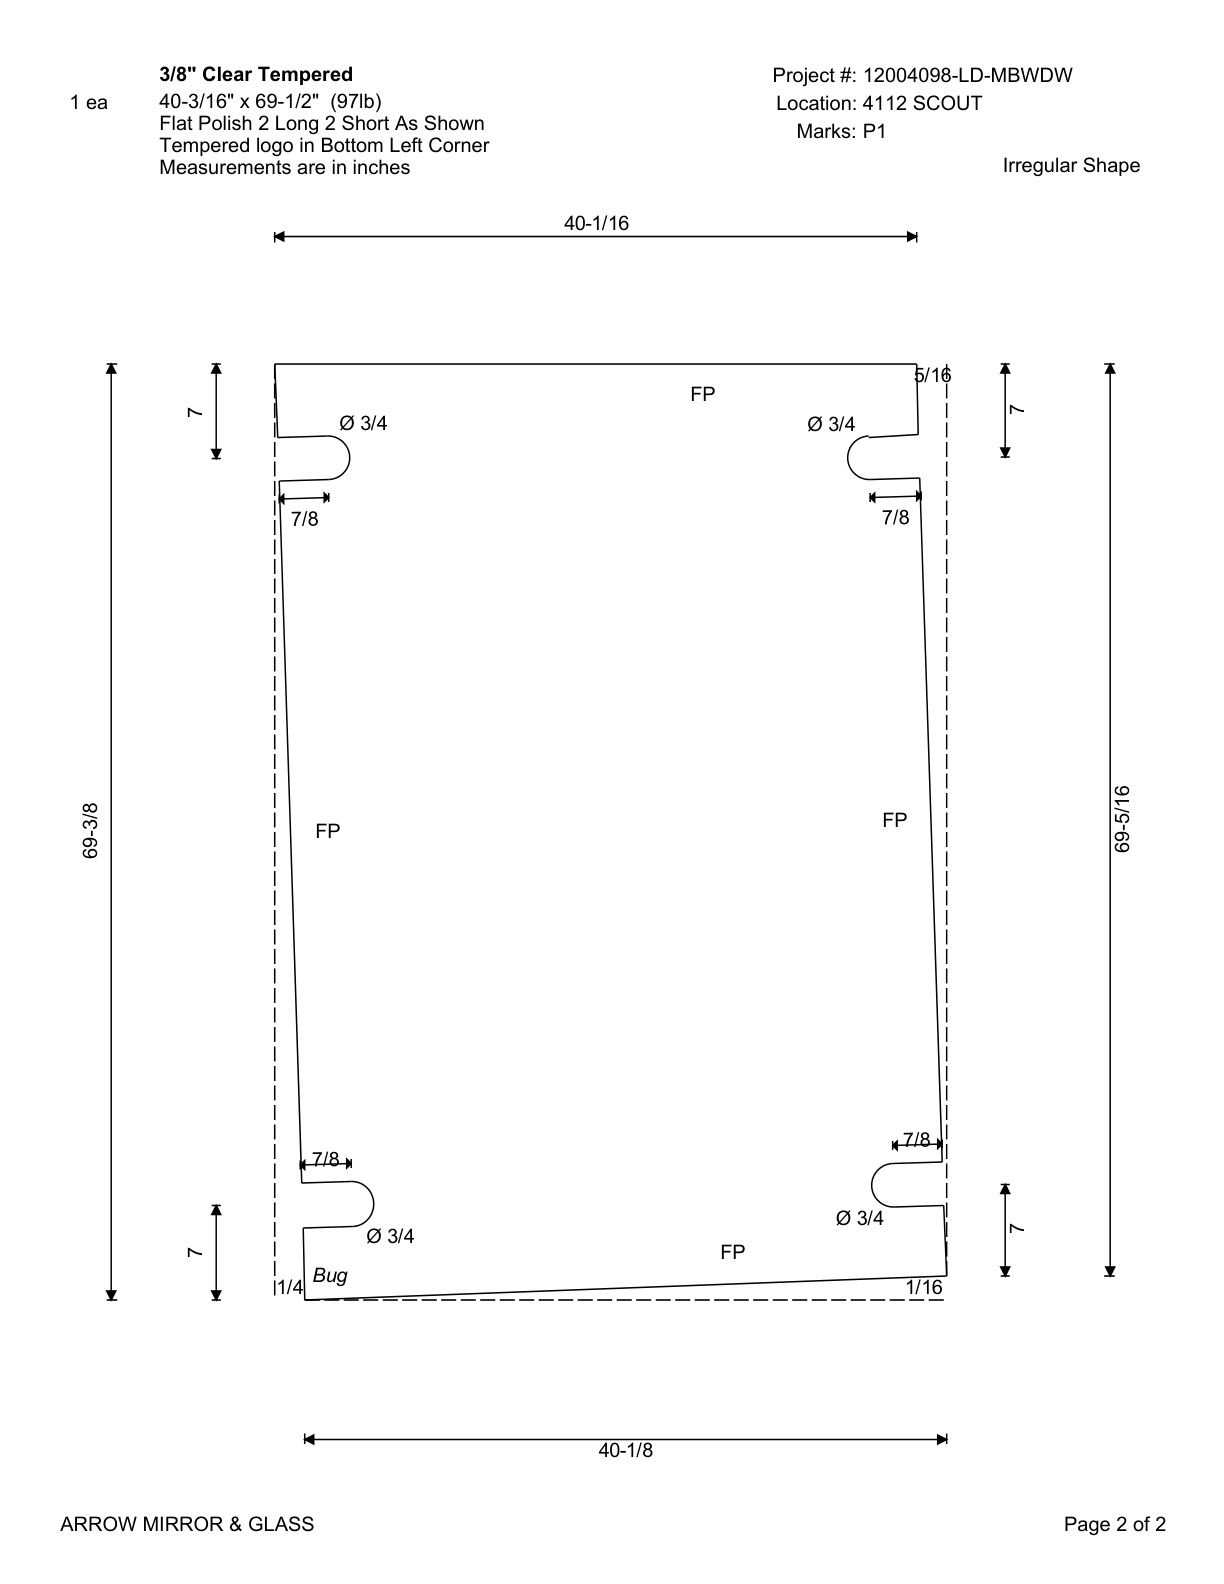 3/8" Clear Tempered
Project #: 12004098-LD-MBWDW
1 ea
40-3/16" x 69-1/2" (97lb)
Location: 4112 SCOUT
Flat Polish 2 Long 2 Short As Shown
Marks: P1
Tempered logo in Bottom Left Corner
Measurements are in inches
Irregular Shape
40-1/16
5/16
FP
7
7
Ø 3/4
Ø 3/4
7/8
7/8
69-3/8
FP
FP
69-5/16
7/8
7/8
Ø 3/4
Ø 3/4
7
7
FP
Bug
1/4
1/16
40-1/8
ARROW MIRROR & GLASS
Page 2 of 2